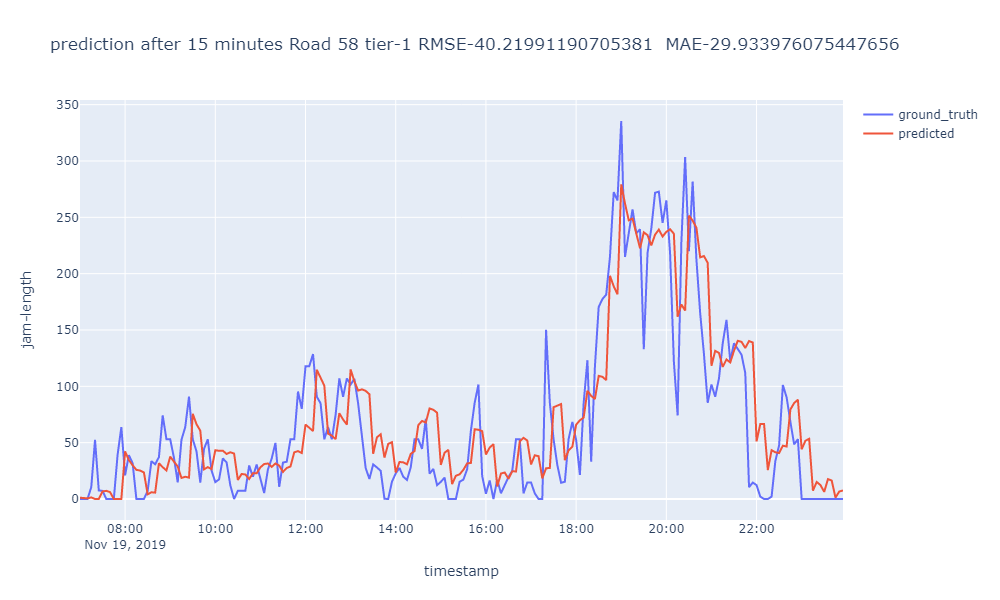 prediction after 15 minutes Road 58 tier-1 RMSE-40.21991190705381  MAE-29.933976075447656
ground_truth
predicted
jam-length
350
300
250
200
150
100
50
0
08:00 10:00 12:00 14:00 16:00 18:00 20:00 22:00
Nov 19, 2019
timestamp